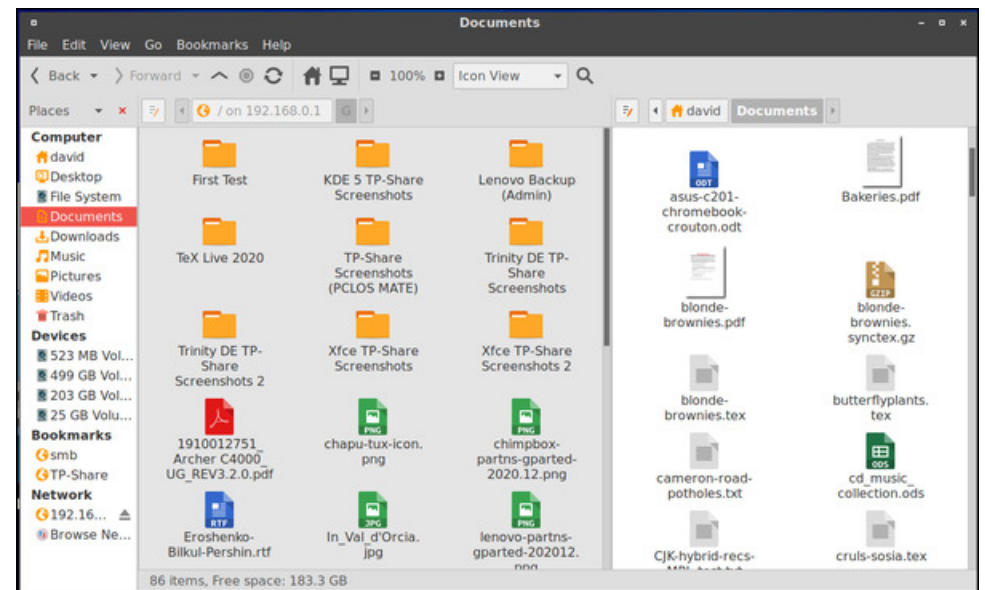 Documents
File Edit View Go Bookmarks Help
Back Forward 100% Icon View
Places / on 192.168.0.1 G david Documents
Computer
david
Desktop
File System
Documents
Downloads
Music
Pictures
Videos
Trash
Devices
523 MB Vol...
499 GB Vol...
203 GB Vol...
25 GB Volu...
Bookmarks
smb
TP-Share
Network
192.16...
Browse Ne...
First Test
KDE 5 TP-Share
Screenshots
Lenovo Backup
(Admin)
TeX Live 2020
TP-Share
Screenshots
(PCLOS MATE)
Trinity DE TP-
Share
Screenshots
Trinity DE TP-
Share
Screenshots 2
Xfce TP-Share
Screenshots
Xfce TP-Share
Screenshots 2
1910012751_
Archer C4000_
UG_REV3.2.0.pdf
PNG
chapu-tux-icon.
png
PNG
chimpbox-
partns-gparted-
2020.12.png
RTF
Eroshenko-
Bilkul-Pershin.rtf
JPG
In_Val_d'Orcia.
jpg
PNG
lenovo-partns-
gparted-202012.
ODT
asus-c201-
chromebook-
crouton.odt
Bakeries.pdf
blonde-
brownies.pdf
GZIP
blonde-
brownies.
synctex.gz
blonde-
brownies.tex
butterflyplants.
tex
cameron-road-
potholes.txt
ODS
cd_music_
collection.ods
CJK-hybrid-recs-
cruls-sosia.tex
86 items, Free space: 183.3 GB